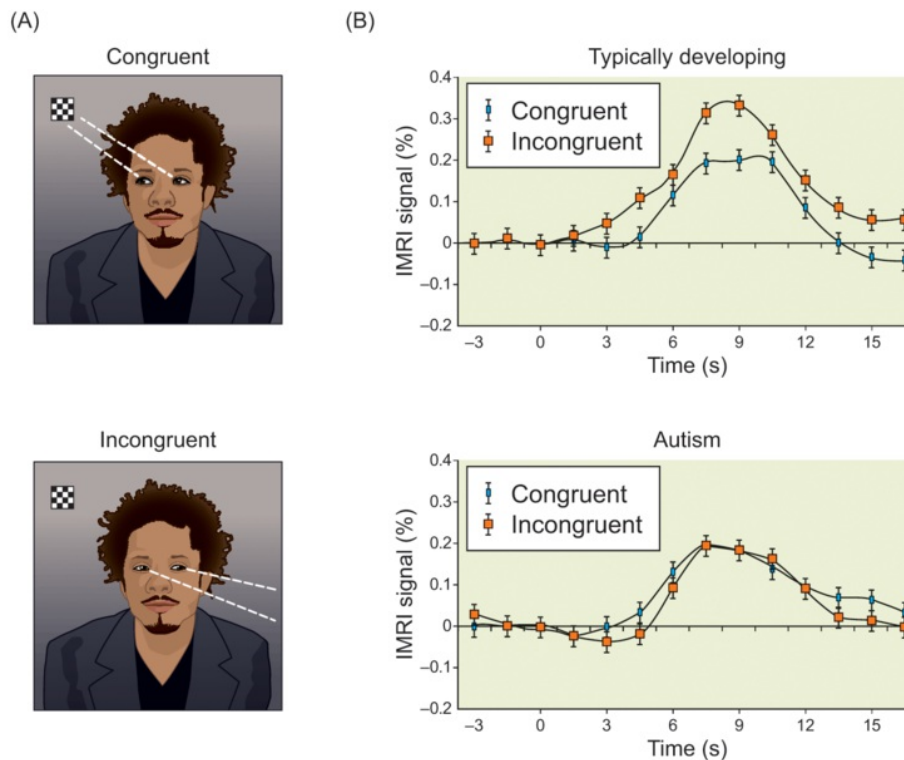 (A)
Congruent
Incongruent
(B)
Typically developing
0.4
0.3
0.2
0.1
0
–0.1
–0.2
IMRI signal (%)
Congruent
Incongruent
–3 0 3 6 9 12 15
Time (s)
Autism
0.4
0.3
0.2
0.1
0
–0.1
–0.2
IMRI signal (%)
Congruent
Incongruent
–3 0 3 6 9 12 15
Time (s)